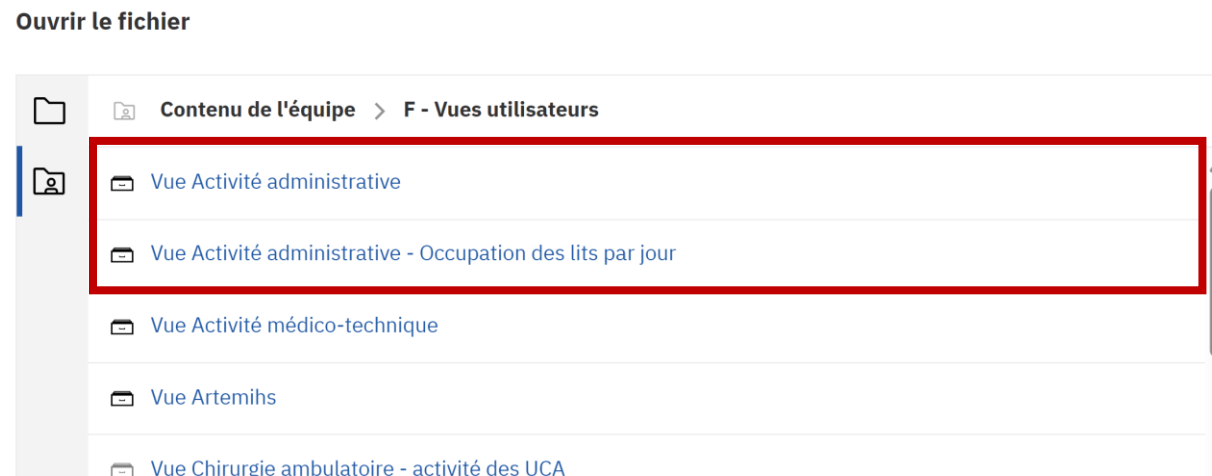 Ouvrir le fichier
Contenu de l'équipe > F - Vues utilisateurs
Vue Activité administrative
Vue Activité administrative - Occupation des lits par jour
Vue Activité médico-technique
Vue Artemihs
Vue Chirurgie ambulatoire - activité des UCA